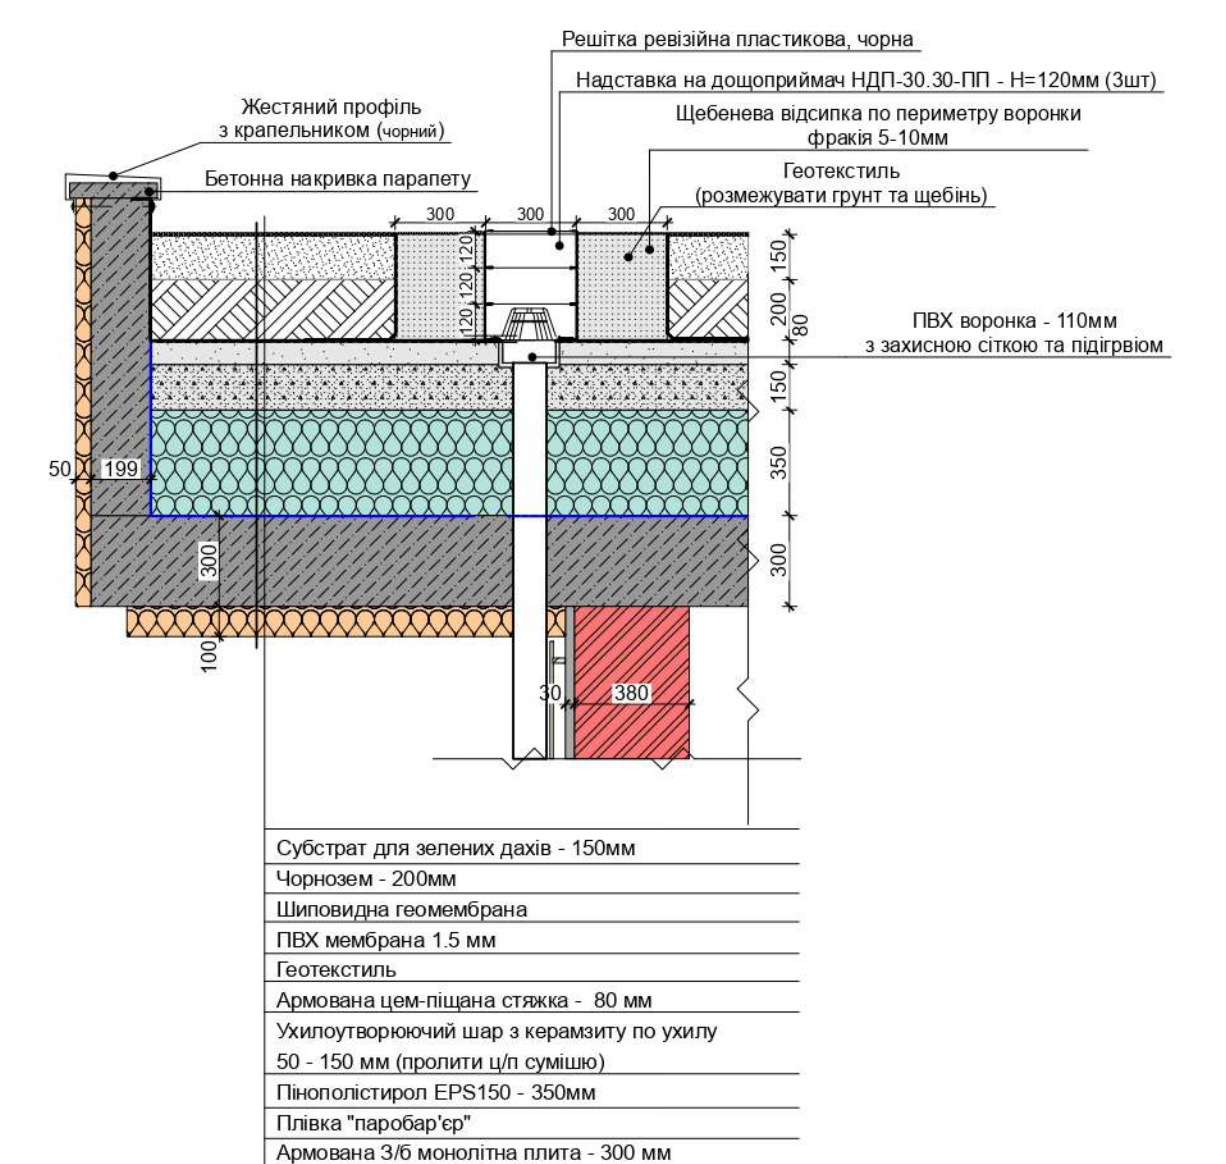 Решітка ревізійна пластикова, чорна
Надставка на дощоприймач НДП-30.30-ПП - Н=120мм (3шт)
Жестяний профіль
з крапельником (чорний)
Щебенева відсипка по периметру воронки
фракія 5-10мм
Бетонна накривка парапету
Геотекстиль
(розмежувати грунт та щебінь)
300 300 300
120
120
120
150
200
80
150
350
300
ПВХ воронка - 110мм
з захисною сіткою та підігрвіом
50 199
300
100
30 380
Субстрат для зелених дахів - 150мм
Чорнозем - 200мм
Шиповидна геомембрана
ПВХ мембрана 1.5 мм
Геотекстиль
Армована цем-піщана стяжка - 80 мм
Ухилоутворюючий шар з керамзиту по ухилу
50 - 150 мм (пролити ц/п сумішю)
Пінополістирол EPS150 - 350мм
Плівка "паробар'єр"
Армована З/б монолітна плита - 300 мм